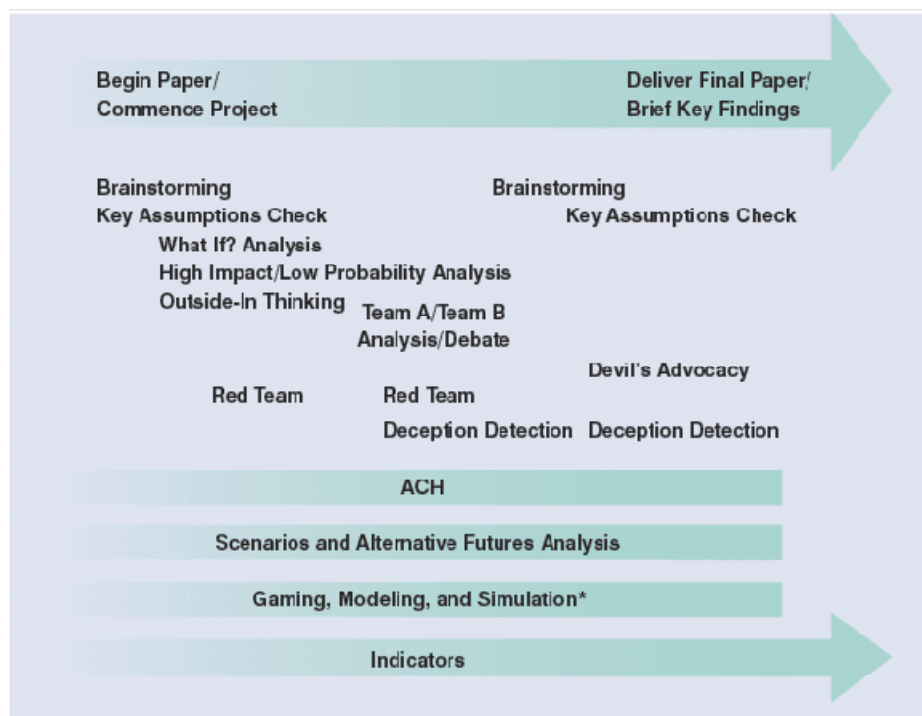 Begin Paper/
Commence Project
Deliver Final Paper/
Brief Key Findings
Brainstorming
Brainstorming
Key Assumptions Check
Key Assumptions Check
What If? Analysis
High Impact/Low Probability Analysis
Outside-In Thinking
Team A/Team B
Analysis/Debate
Devil's Advocacy
Red Team
Red Team
Deception Detection
Deception Detection
ACH
Scenarios and Alternative Futures Analysis
Gaming, Modeling, and Simulation*
Indicators